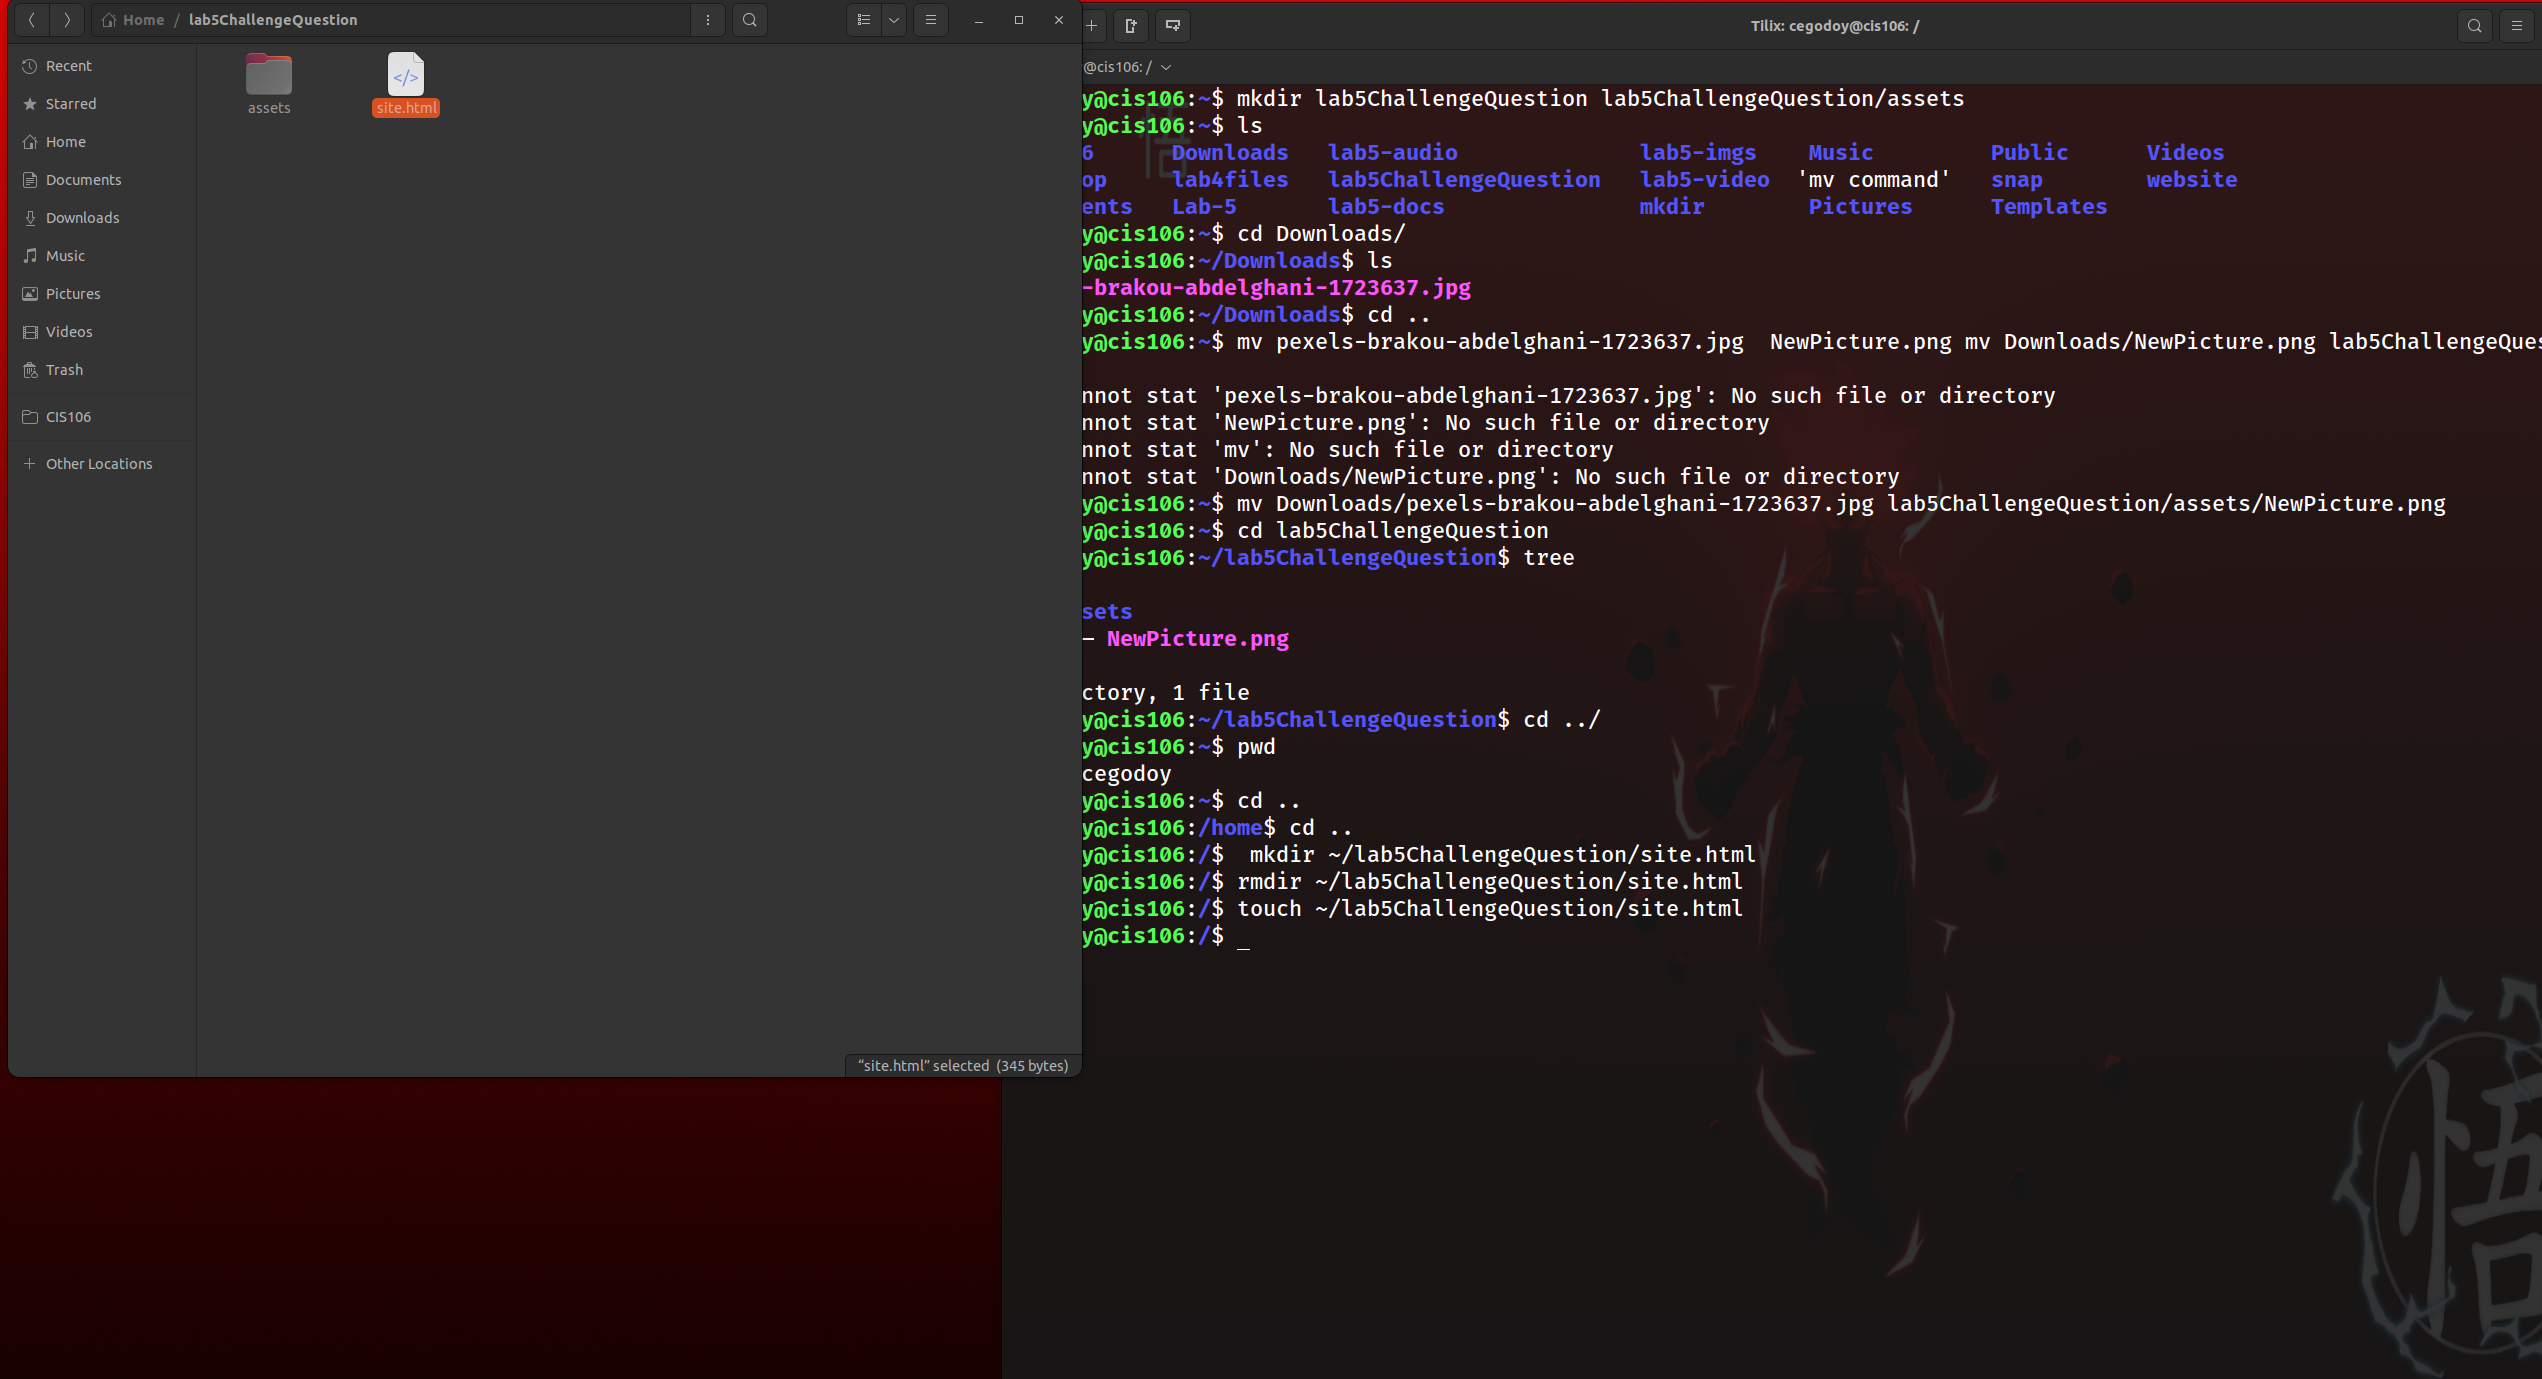 Home / lab5ChallengeQuestion
Recent
Starred
Home
Documents
Downloads
Music
Pictures
Videos
Trash
CIS106
Other Locations
assets
site.html
“site.html” selected (345 bytes)
Tilix: cegodoy@cis106: /
@cis106: /
y@cis106:~$ mkdir lab5ChallengeQuestion lab5ChallengeQuestion/assets
y@cis106:~$ ls
6 Downloads lab5-audio lab5-imgs Music Public Videos
op lab4files lab5ChallengeQuestion lab5-video 'mv command' snap website
ents Lab-5 lab5-docs mkdir Pictures Templates
y@cis106:~$ cd Downloads/
y@cis106:~/Downloads$ ls
-brakou-abdelghani-1723637.jpg
y@cis106:~/Downloads$ cd ..
y@cis106:~$ mv pexels-brakou-abdelghani-1723637.jpg  NewPicture.png mv Downloads/NewPicture.png lab5ChallengeQues
nnot stat 'pexels-brakou-abdelghani-1723637.jpg': No such file or directory
nnot stat 'NewPicture.png': No such file or directory
nnot stat 'mv': No such file or directory
nnot stat 'Downloads/NewPicture.png': No such file or directory
y@cis106:~$ mv Downloads/pexels-brakou-abdelghani-1723637.jpg lab5ChallengeQuestion/assets/NewPicture.png
y@cis106:~$ cd lab5ChallengeQuestion
y@cis106:~/lab5ChallengeQuestion$ tree
sets
— NewPicture.png
ctory, 1 file
y@cis106:~/lab5ChallengeQuestion$ cd ../
y@cis106:~$ pwd
cegodoy
y@cis106:~$ cd ..
y@cis106:/home$ cd ..
y@cis106:/$  mkdir ~/lab5ChallengeQuestion/site.html
y@cis106:/$ rmdir ~/lab5ChallengeQuestion/site.html
y@cis106:/$ touch ~/lab5ChallengeQuestion/site.html
y@cis106:/$ _
悟
悟